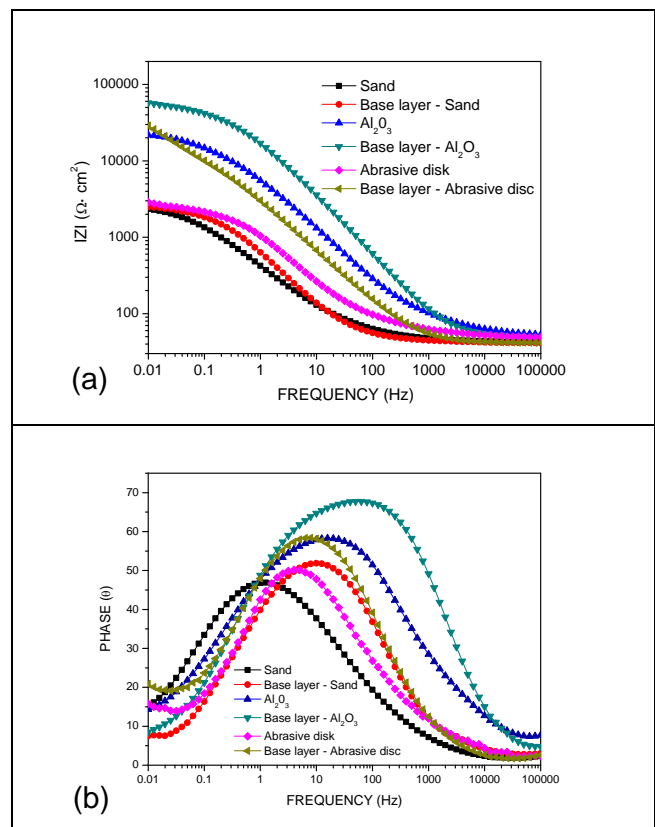 100000
10000
1000
100
IZI (Ω· cm²)
Sand
Base layer - Sand
Al₂0₃
Base layer - Al₂O₃
Abrasive disk
Base layer - Abrasive disc
0.01 0.1 1 10 100 1000 10000 100000
FREQUENCY (Hz)
(a)
70
60
50
40
30
20
10
0
PHASE (θ)
Sand
Base layer - Sand
Al₂0₃
Base layer - Al₂O₃
Abrasive disk
Base layer - Abrasive disc
0.01 0.1 1 10 100 1000 10000 100000
FREQUENCY (Hz)
(b)